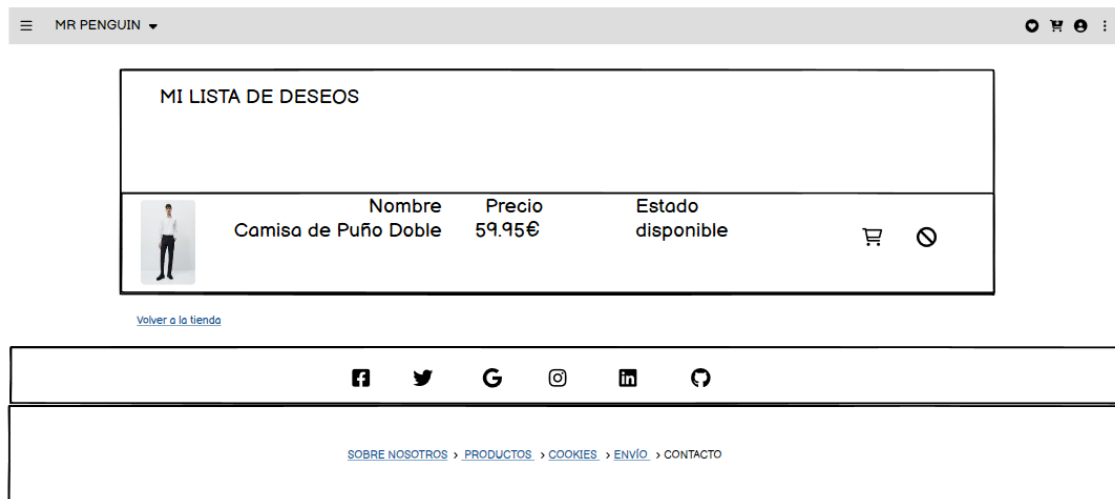 MR PENGUIN
MI LISTA DE DESEOS
Nombre Precio Estado
Camisa de Puño Doble 59.95€ disponible
Volver a la tienda
SOBRE NOSOTROS > PRODUCTOS > COOKIES > ENVÍO > CONTACTO